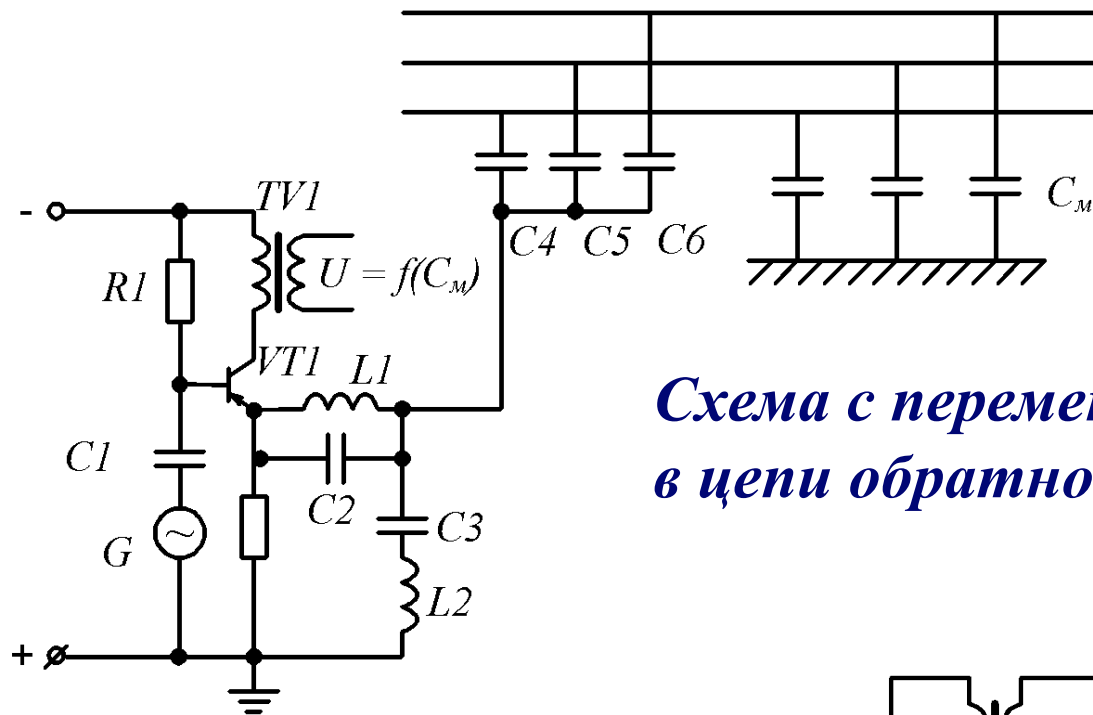 TV1
-
C4 C5 C6
Cм
R1
U = f(Cм)
VT1
L1
Схема с
в цепи
C1
C2
C3
G
L2
+